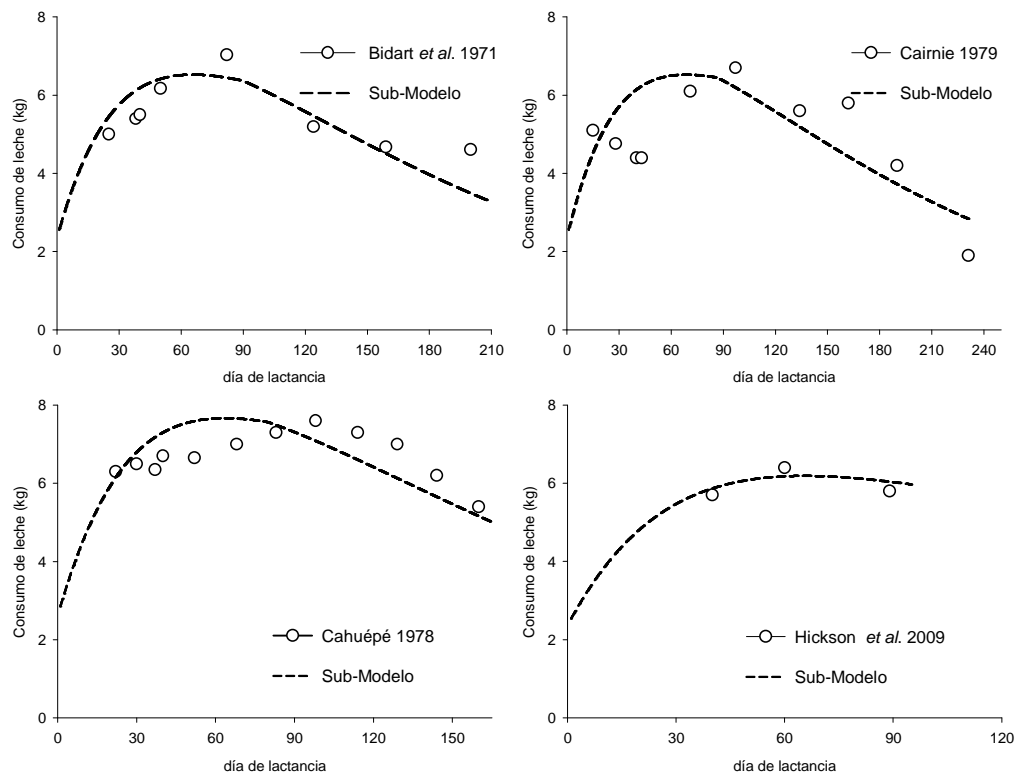 8
6
4
2
0
Consumo de leche (kg)
Bidart et al. 1971
Sub-Modelo
0 30 60 90 120 150 180 210
día de lactancia
8
6
4
2
0
Consumo de leche (kg)
Cairnie 1979
Sub-Modelo
0 30 60 90 120 150 180 210 240
día de lactancia
8
6
4
2
0
Consumo de leche (kg)
Cahuépé 1978
Sub-Modelo
0 30 60 90 120 150
día de lactancia
8
6
4
2
0
Consumo de leche (kg)
Hickson et al. 2009
Sub-Modelo
0 30 60 90 120
día de lactancia